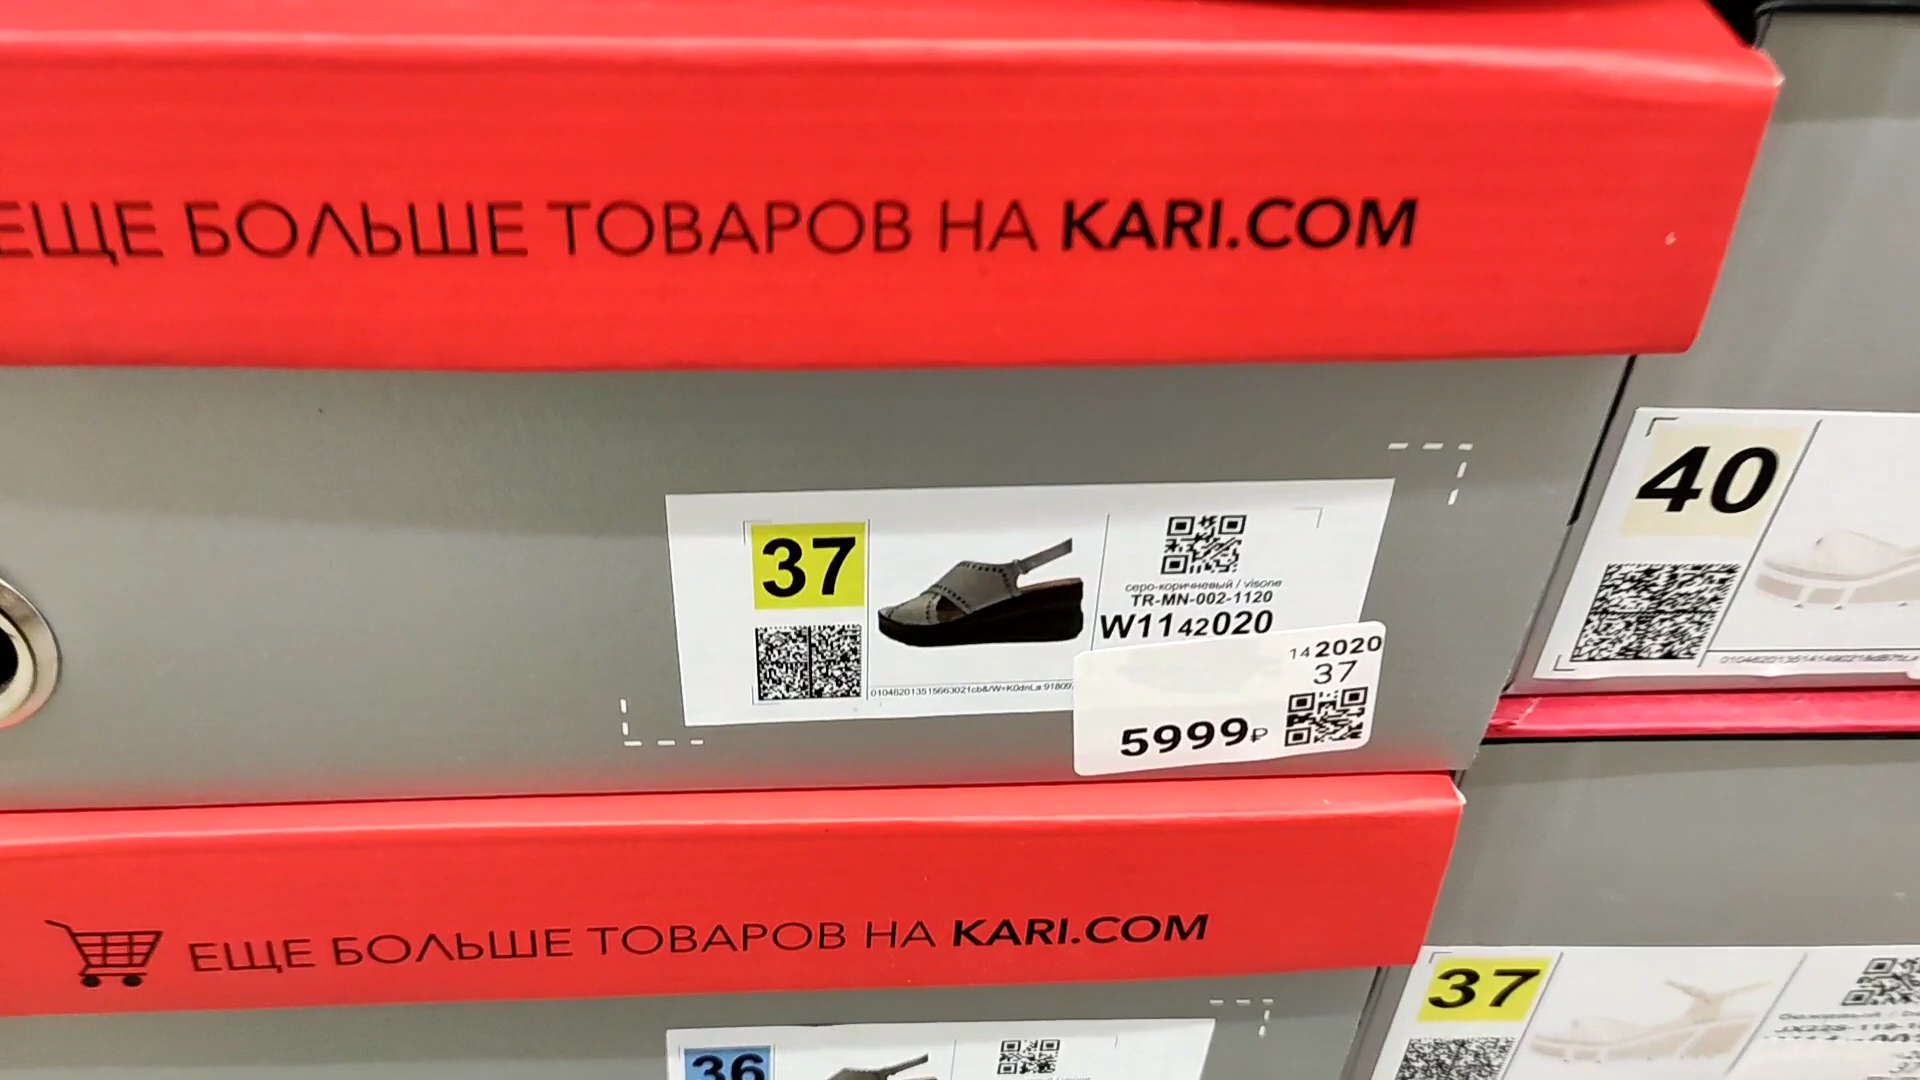 ЕЩЕ БОЛЬШЕ ТОВАРОВ НА KARI.COM
37
серо-коричневый / visone
TR-MN-002-1120
W1142020
142020
37
5999₽
40
ЕЩЕ БОЛЬШЕ ТОВАРОВ НА KARI.COM
37
36